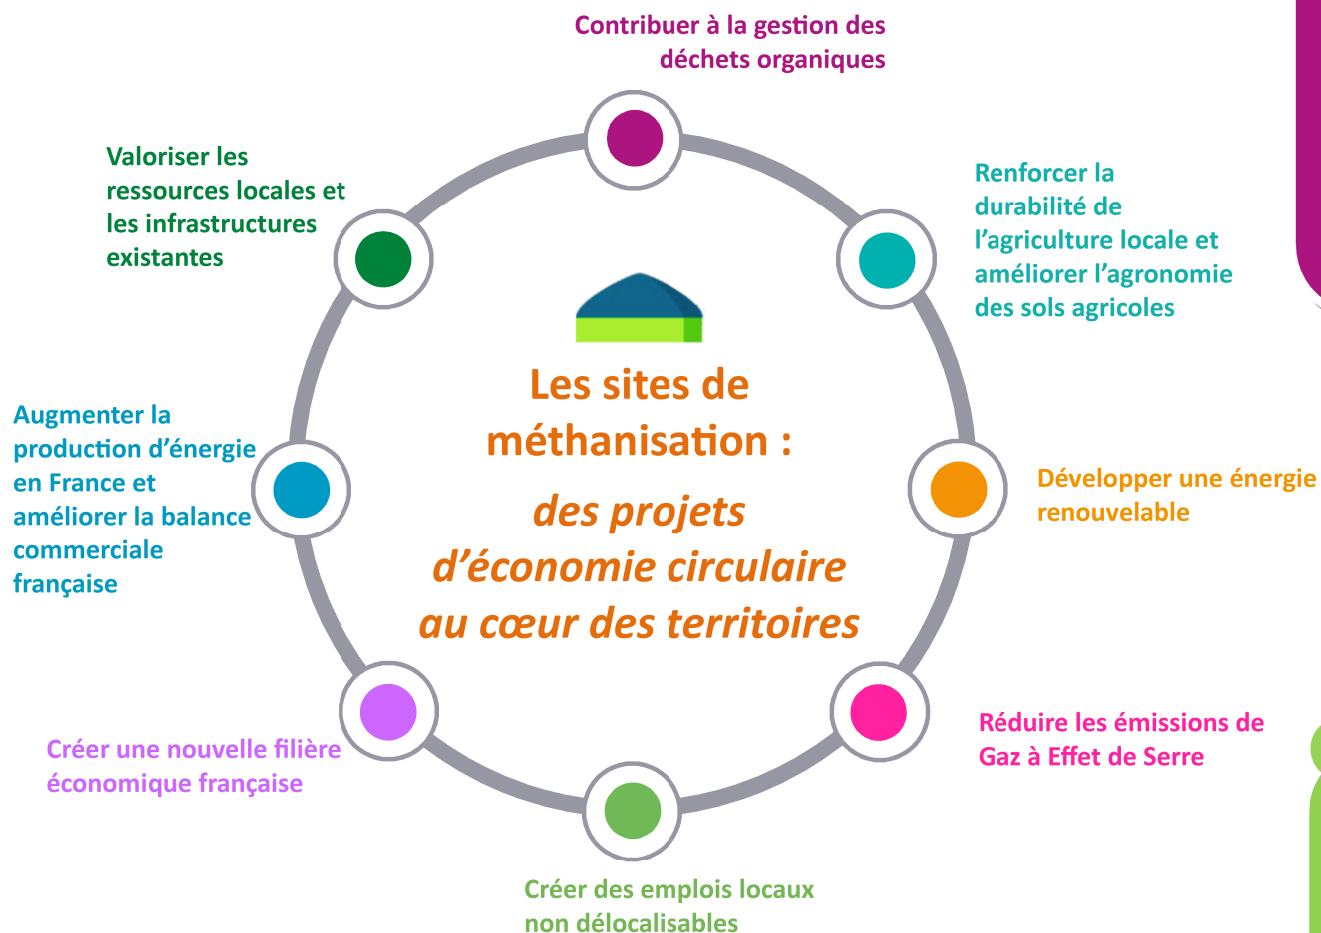 Contribuer à la gestion des
déchets organiques
Valoriser les
ressources locales et
les infrastructures
existantes
Renforcer la
durabilité de
l’agriculture locale et
améliorer l’agronomie
des sols agricoles
Les sites de
méthanisation :
des projets
d’économie circulaire
au cœur des territoires
Augmenter la
production d’énergie
en France et
améliorer la balance
commerciale
française
Développer une énergie
renouvelable
Créer une nouvelle filière
économique française
Réduire les émissions de
Gaz à Effet de Serre
Créer des emplois locaux
non délocalisables